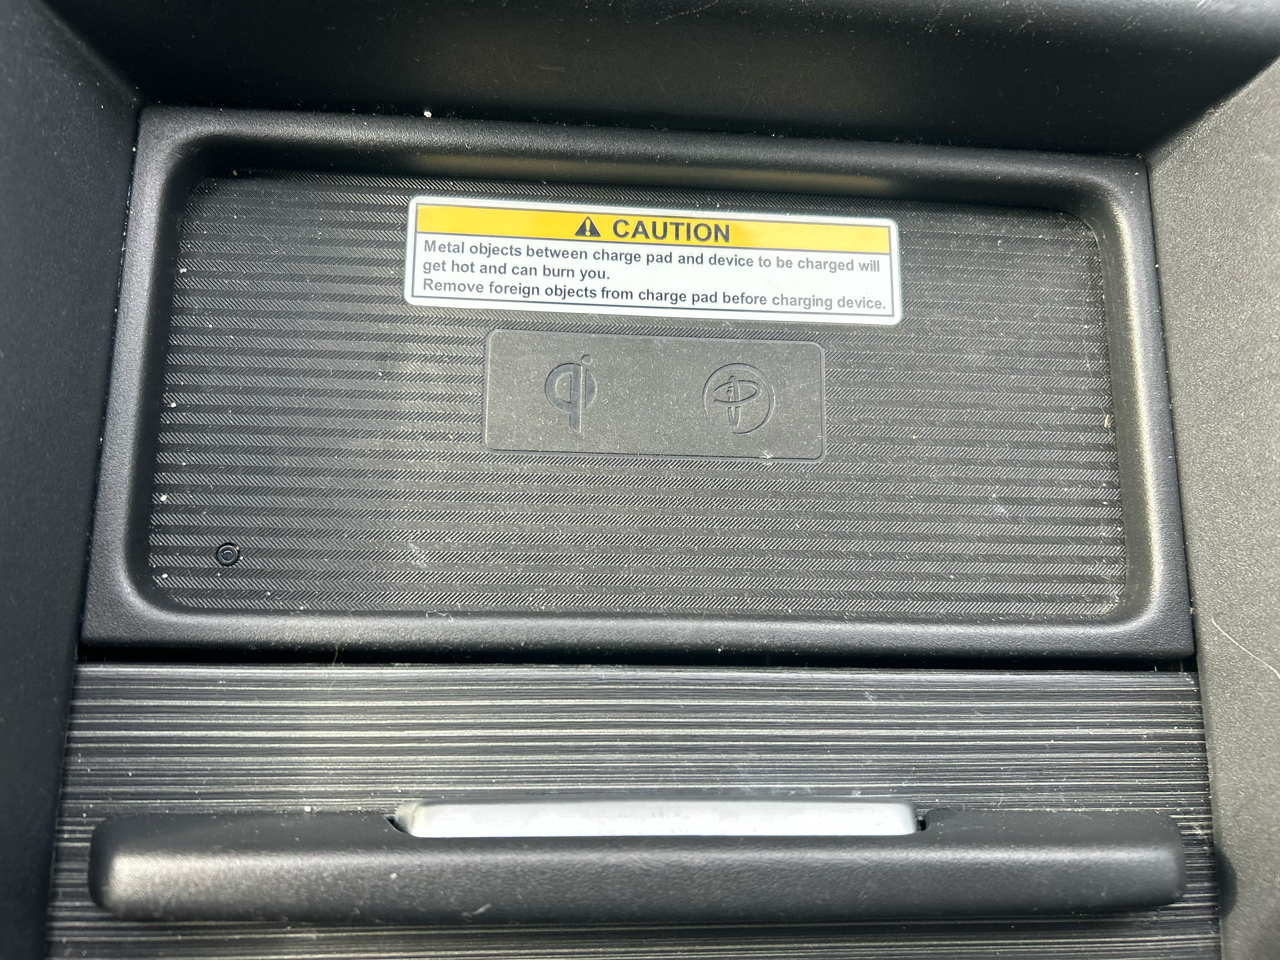 CAUTION
Metal objects between charge pad and device to be charged will
get hot and can burn you.
Remove foreign objects from charge pad before charging device.
qi